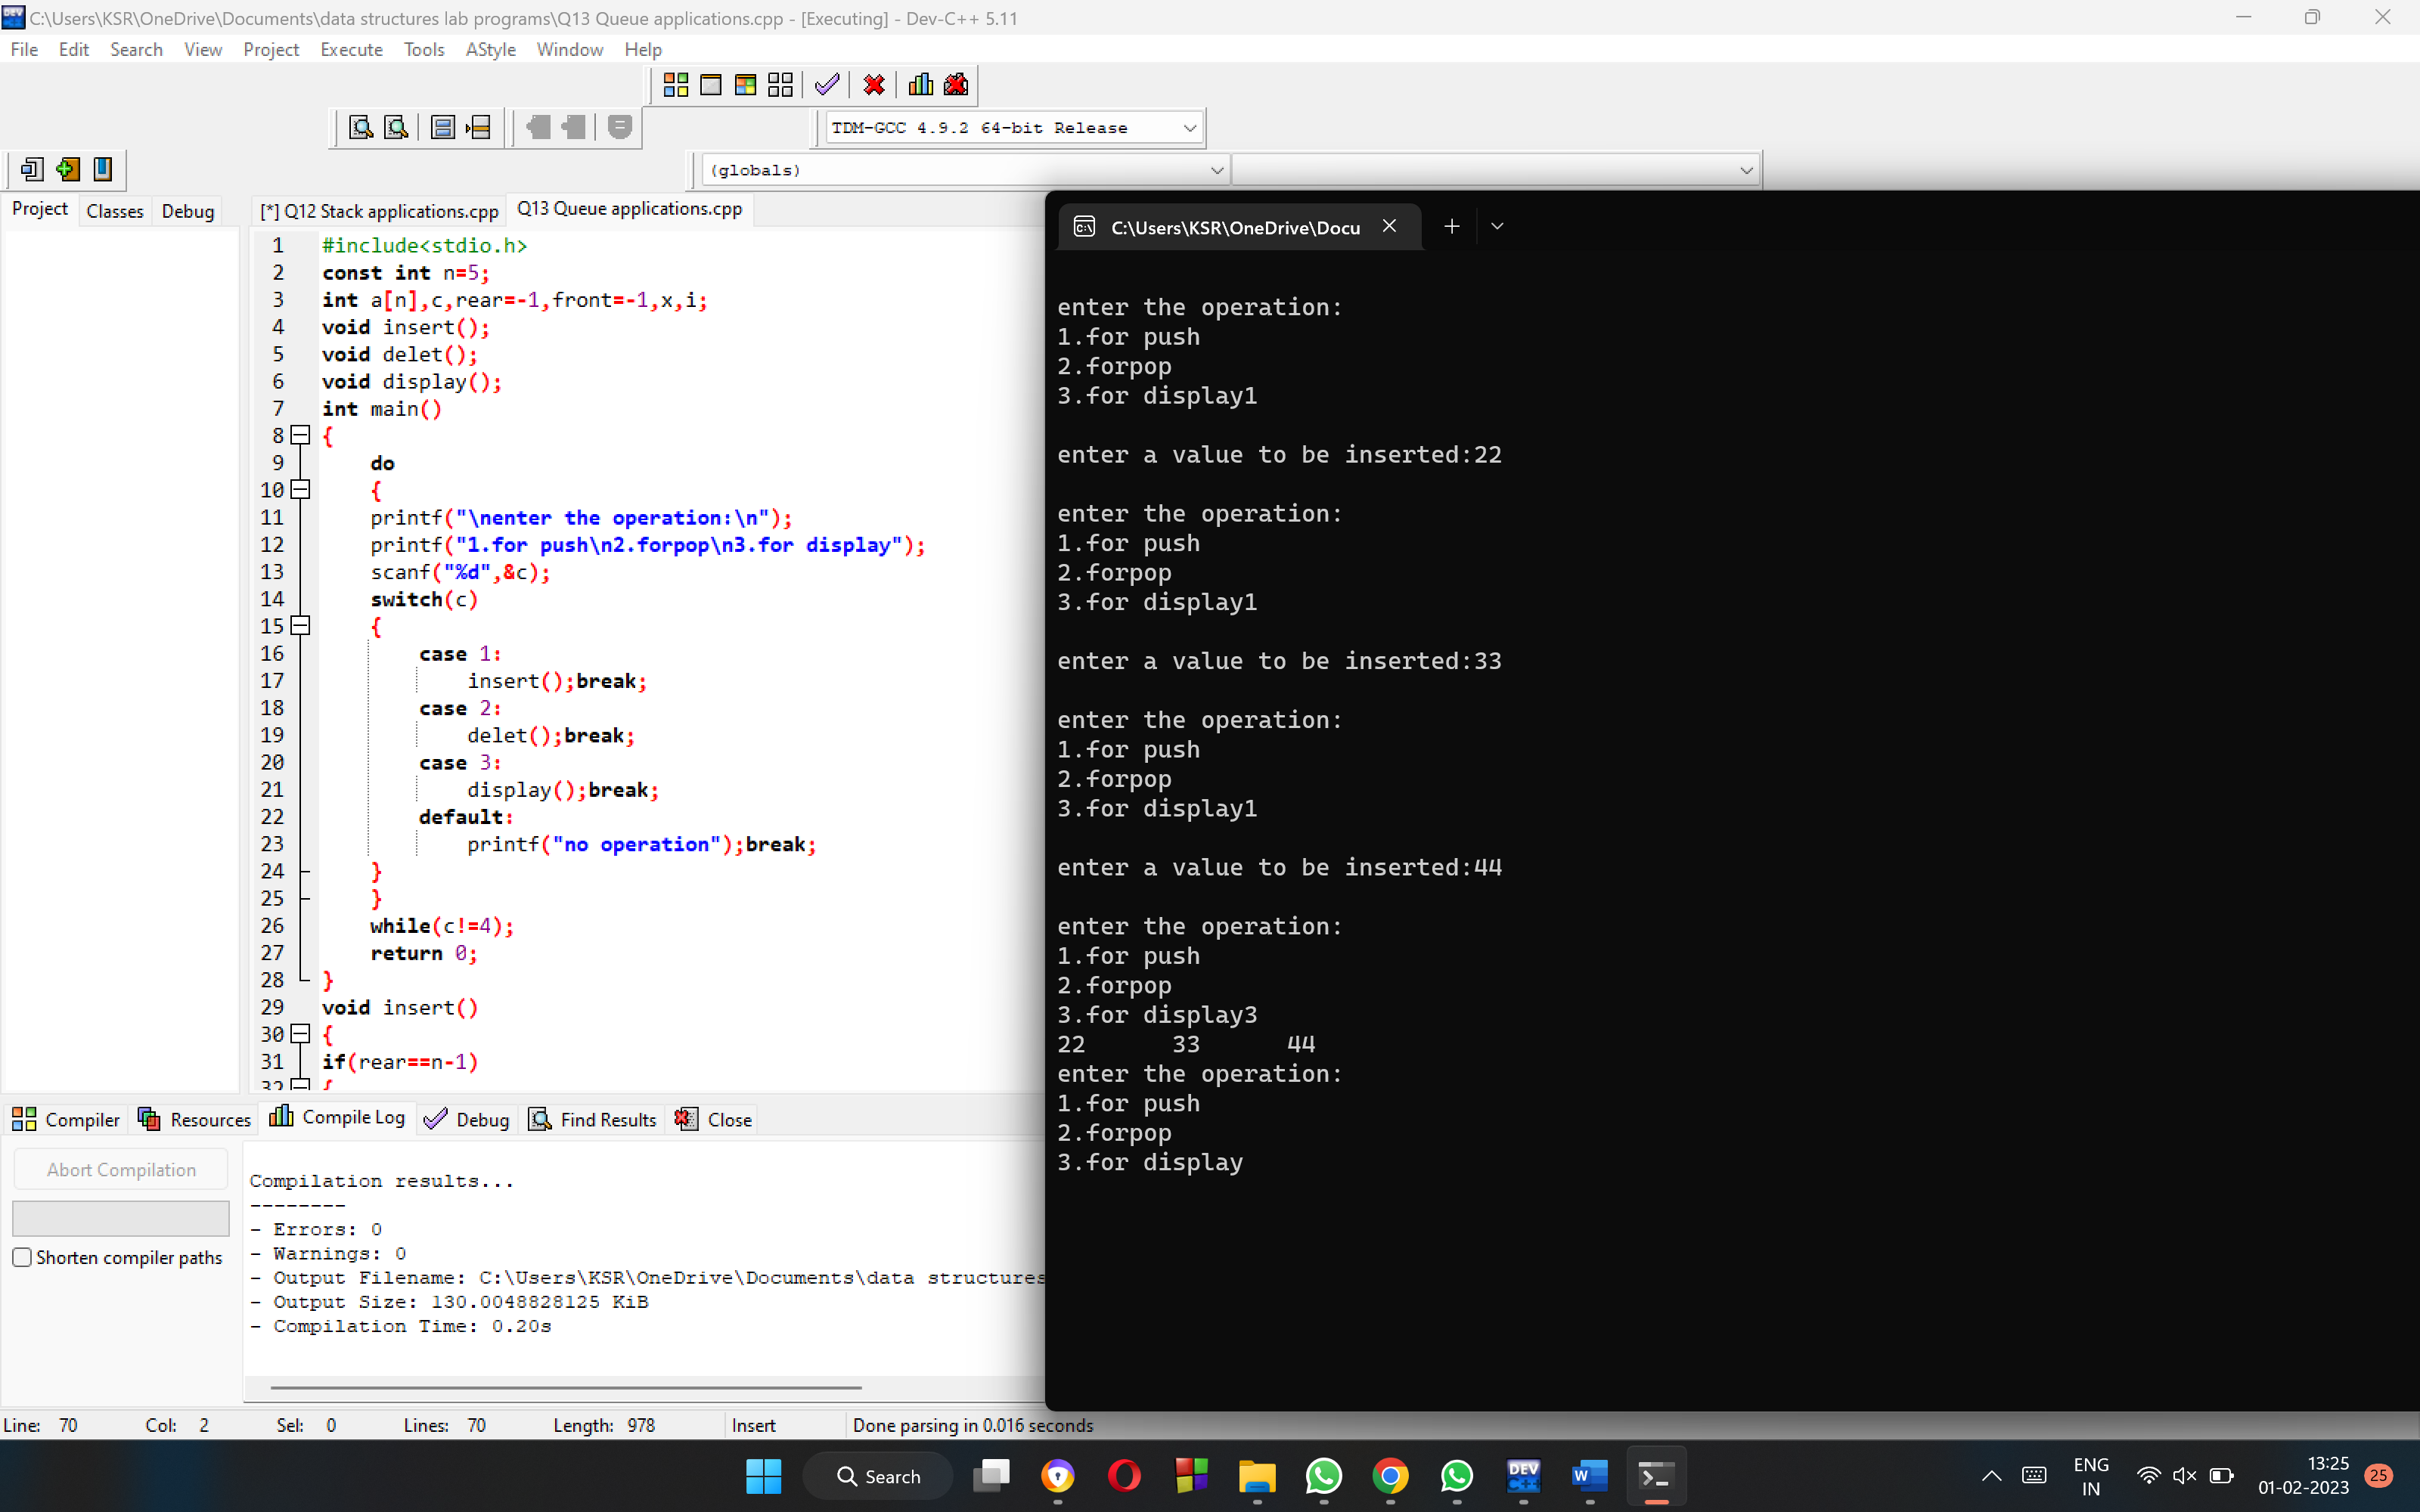 C:\Users\KSR\OneDrive\Documents\data structures lab programs\Q13 Queue applications.cpp - [Executing] - Dev-C++ 5.11
File Edit Search View Project Execute Tools AStyle Window Help
TDM-GCC 4.9.2 64-bit Release
(globals)
Project Classes Debug
[*] Q12 Stack applications.cpp Q13 Queue applications.cpp
1 #include<stdio.h>
2 const int n=5;
3 int a[n],c,rear=-1,front=-1,x,i;
4 void insert();
5 void delet();
6 void display();
7 int main()
8 {
9 do
10 {
11 printf("\nenter the operation:\n");
12 printf("1.for push\n2.forpop\n3.for display");
13 scanf("%d",&c);
14 switch(c)
15 {
16 case 1:
17 insert();break;
18 case 2:
19 delet();break;
20 case 3:
21 display();break;
22 default:
23 printf("no operation");break;
24 }
25 }
26 while(c!=4);
27 return 0;
28 }
29 void insert()
30 {
31 if(rear==n-1)
32 {
C:\Users\KSR\OneDrive\Docu
enter the operation:
1.for push
2.forpop
3.for display1
enter a value to be inserted:22
enter the operation:
1.for push
2.forpop
3.for display1
enter a value to be inserted:33
enter the operation:
1.for push
2.forpop
3.for display1
enter a value to be inserted:44
enter the operation:
1.for push
2.forpop
3.for display3
22 33 44
enter the operation:
1.for push
2.forpop
3.for display
Compiler Resources Compile Log Debug Find Results Close
Abort Compilation
Shorten compiler paths
Compilation results...
--------
- Errors: 0
- Warnings: 0
- Output Filename: C:\Users\KSR\OneDrive\Documents\data structures
- Output Size: 130.0048828125 KiB
- Compilation Time: 0.20s
Line: 70 Col: 2 Sel: 0 Lines: 70 Length: 978 Insert Done parsing in 0.016 seconds
Search
DEV C++
W
ENG
IN
13:25
01-02-2023
25